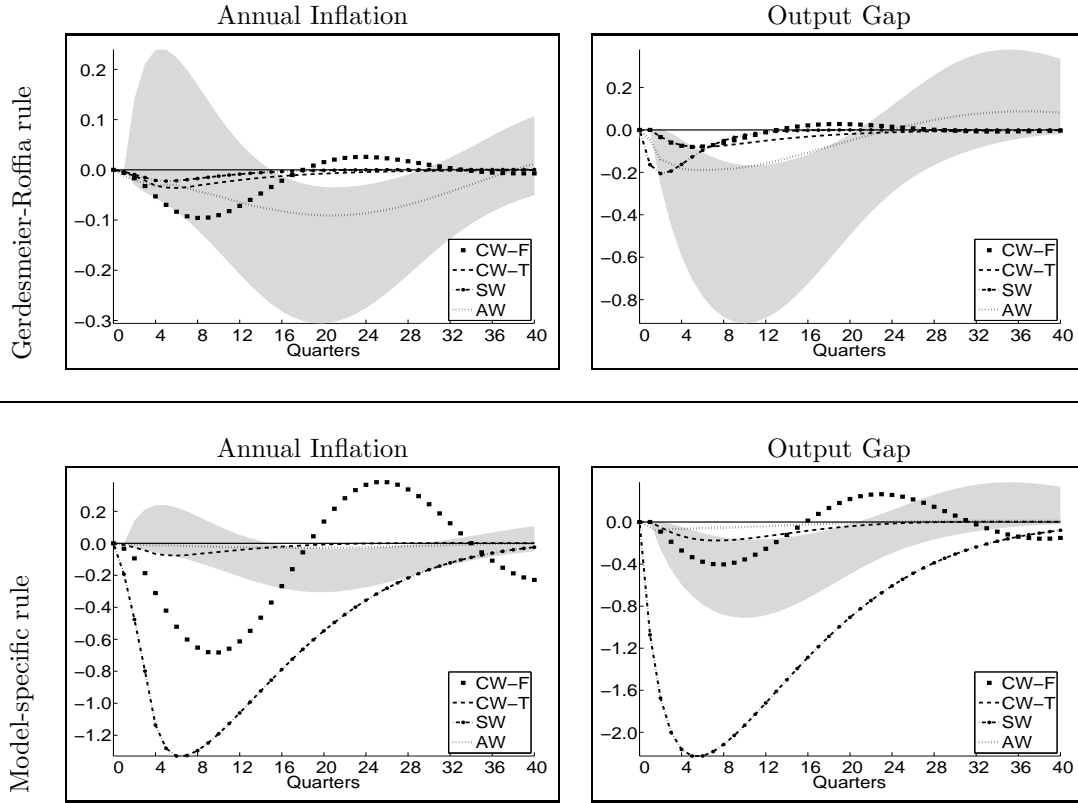 Annual Inflation
Output Gap
Gerdesmeier-Roffia rule
0.2
0.1
0.0
−0.1
−0.2
−0.3
0 4 8 12 16 20 24 28 32 36 40
Quarters
CW−F
CW−T
SW
AW
0.2
0.0
−0.2
−0.4
−0.6
−0.8
0 4 8 12 16 20 24 28 32 36 40
Quarters
CW−F
CW−T
SW
AW
Annual Inflation
Output Gap
Model-specific rule
0.2
0.0
−0.2
−0.4
−0.6
−0.8
−1.0
−1.2
0 4 8 12 16 20 24 28 32 36 40
Quarters
CW−F
CW−T
SW
AW
0.0
−0.4
−0.8
−1.2
−1.6
−2.0
0 4 8 12 16 20 24 28 32 36 40
Quarters
CW−F
CW−T
SW
AW